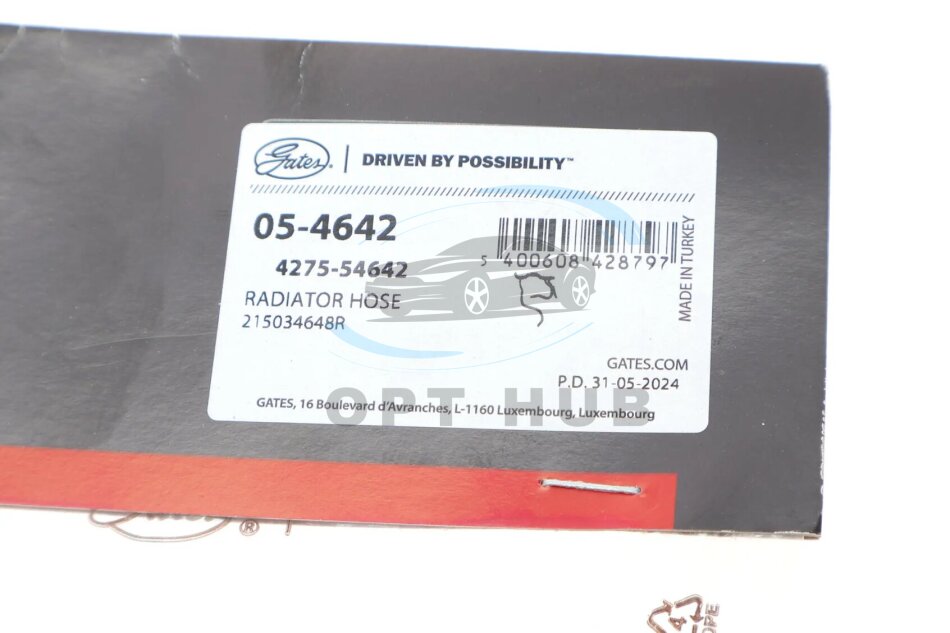 Gates® | DRIVEN BY POSSIBILITY™
05-4642
4275-54642
RADIATOR HOSE
215034648R
5 400608 428797
MADE IN TURKEY
GATES.COM
P.D. 31-05-2024
OPT HUB
GATES, 16 Boulevard d'Avranches, L-1160 Luxembourg, Luxembourg
Gates®